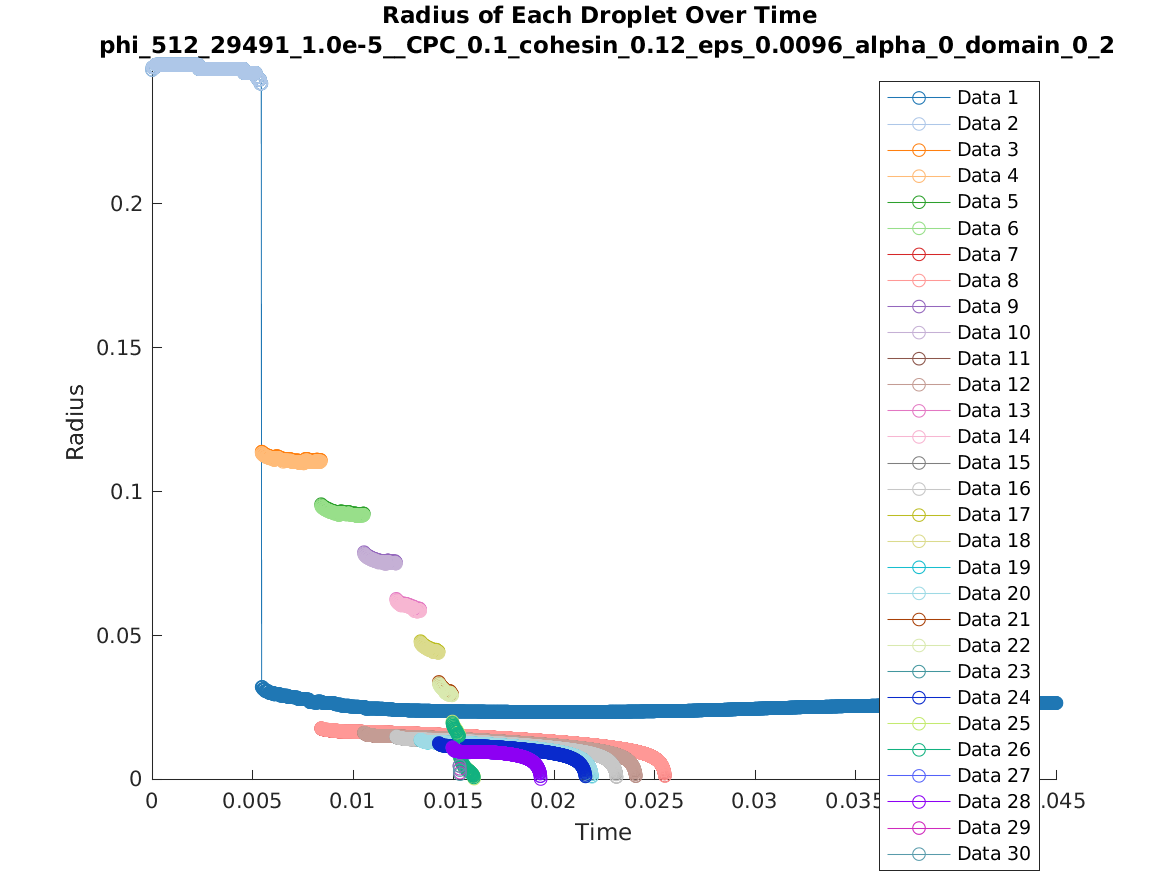 Radius of Each Droplet Over Time
phi_512_29491_1.0e-5__CPC_0.1_cohesin_0.12_eps_0.0096_alpha_0_domain_0_2
Radius
0.2
0.15
0.1
0.05
0
0 0.005 0.01 0.015 0.02 0.025 0.03 0.035 .045
Time
Data 1
Data 2
Data 3
Data 4
Data 5
Data 6
Data 7
Data 8
Data 9
Data 10
Data 11
Data 12
Data 13
Data 14
Data 15
Data 16
Data 17
Data 18
Data 19
Data 20
Data 21
Data 22
Data 23
Data 24
Data 25
Data 26
Data 27
Data 28
Data 29
Data 30